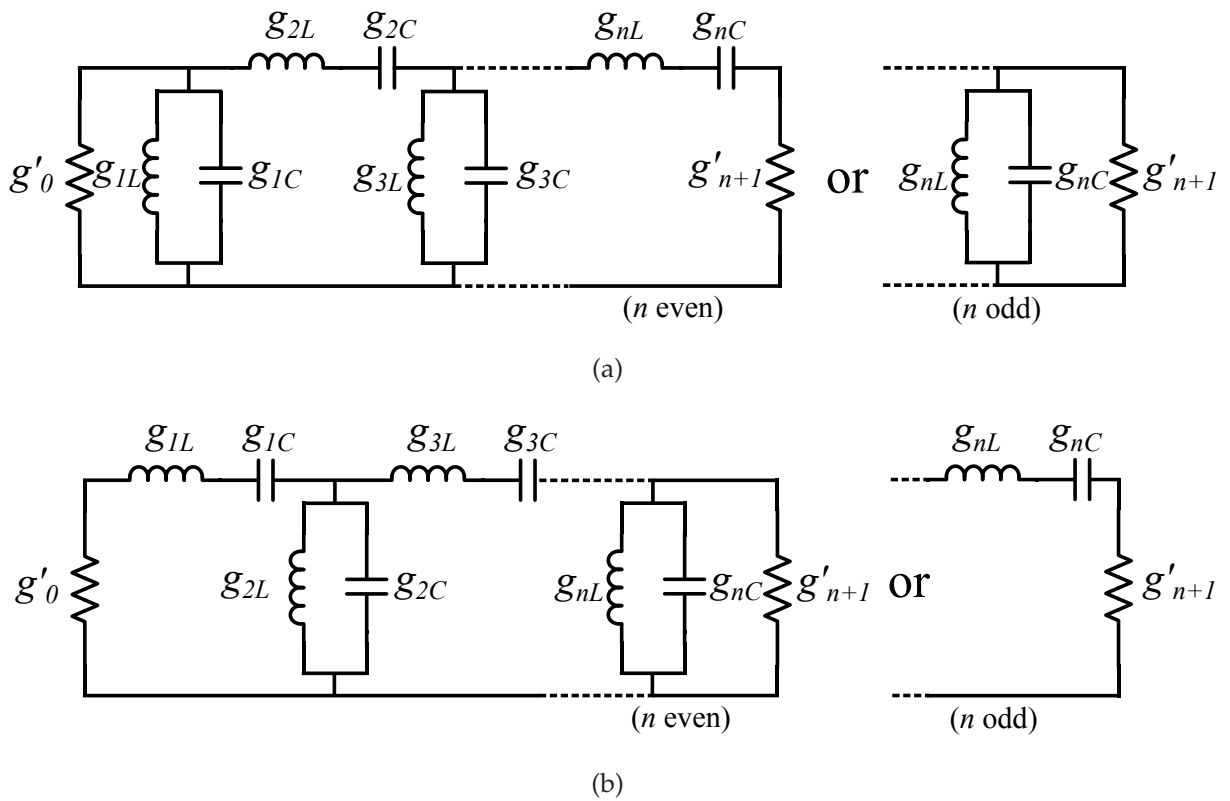 g2L g2C gnL gnC
g'0 g1L g1C g3L g3C g'n+1 or gnL gnC g'n+1
(n even) (n odd)
(a)
g1L g1C g3L g3C gnL gnC
g'0 g2L g2C gnL gnC g'n+1 or g'n+1
(n even) (n odd)
(b)